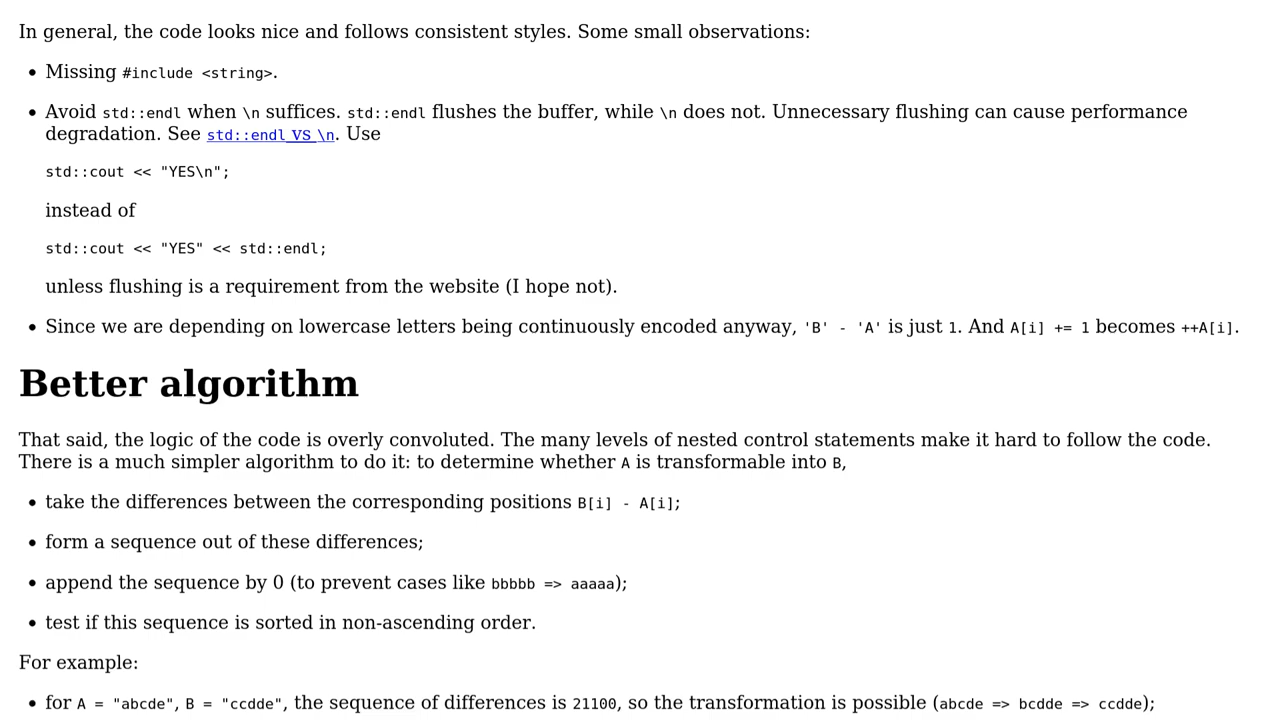 In general, the code looks nice and follows consistent styles. Some small observations:
• Missing #include <string>.
• Avoid std::endl when \n suffices. std::endl flushes the buffer, while \n does not. Unnecessary flushing can cause performance
degradation. See std::endl VS \n. Use
std::cout << "YES\n";
instead of
std::cout << "YES" << std::endl;
unless flushing is a requirement from the website (I hope not).
• Since we are depending on lowercase letters being continuously encoded anyway, 'B' - 'A' is just 1. And A[i] += 1 becomes ++A[i].
Better algorithm
That said, the logic of the code is overly convoluted. The many levels of nested control statements make it hard to follow the code.
There is a much simpler algorithm to do it: to determine whether A is transformable into B,
• take the differences between the corresponding positions B[i] - A[i];
• form a sequence out of these differences;
• append the sequence by 0 (to prevent cases like bbbbb => aaaaa);
• test if this sequence is sorted in non-ascending order.
For example:
• for A = "abcde", B = "ccdde", the sequence of differences is 21100, so the transformation is possible (abcde => bcdde => ccdde);